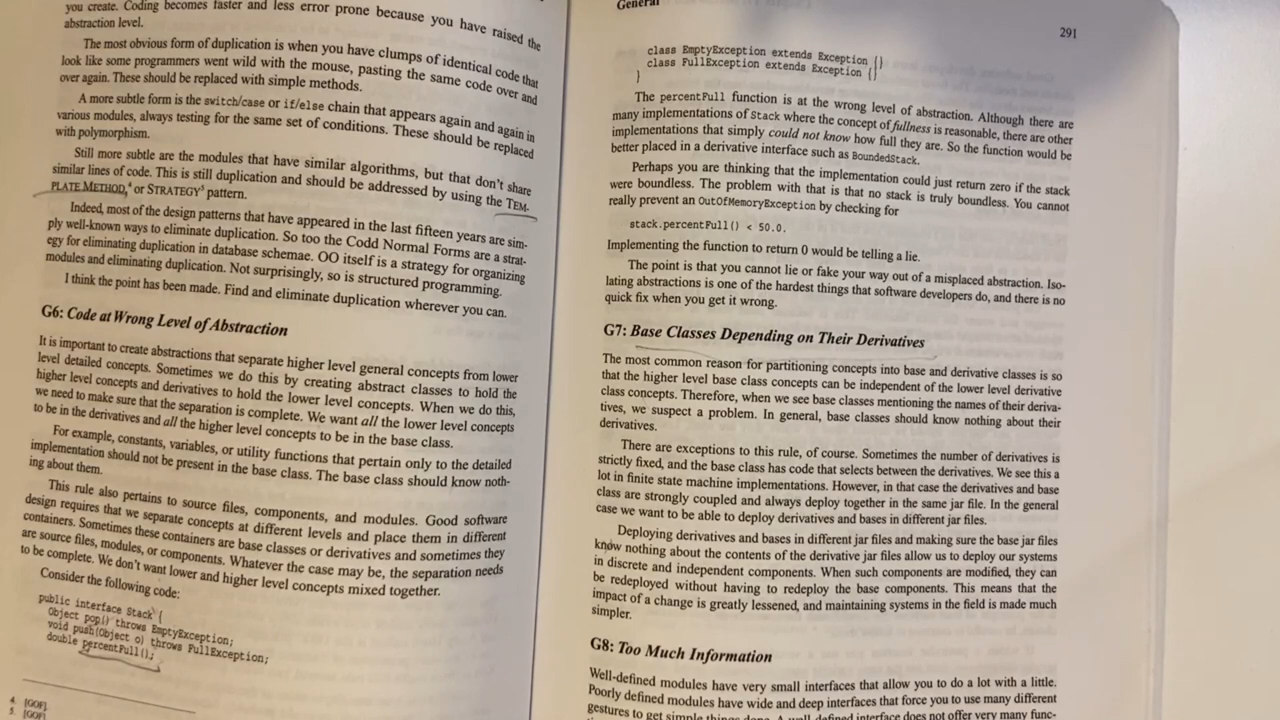 you create. Coding becomes faster and less error prone because you have raised the
abstraction level.
The most obvious form of duplication is when you have clumps of identical code that
look like some programmers went wild with the mouse, pasting the same code over and
over again. These should be replaced with simple methods.
A more subtle form is the switch/case or if/else chain that appears again and again in
various modules, always testing for the same set of conditions. These should be replaced
with polymorphism.
Still more subtle are the modules that have similar algorithms, but that don't share
similar lines of code. This is still duplication and should be addressed by using the TEM-
PLATE METHOD,4 or STRATEGY5 pattern.
Indeed, most of the design patterns that have appeared in the last fifteen years are sim-
ply well-known ways to eliminate duplication. So too the Codd Normal Forms are a strat-
egy for eliminating duplication in database schemae. OO itself is a strategy for organizing
modules and eliminating duplication. Not surprisingly, so is structured programming.
I think the point has been made. Find and eliminate duplication wherever you can.
G6: Code at Wrong Level of Abstraction
It is important to create abstractions that separate higher level general concepts from lower
level detailed concepts. Sometimes we do this by creating abstract classes to hold the
higher level concepts and derivatives to hold the lower level concepts. When we do this,
we need to make sure that the separation is complete. We want all the lower level concepts
to be in the derivatives and all the higher level concepts to be in the base class.
For example, constants, variables, or utility functions that pertain only to the detailed
implementation should not be present in the base class. The base class should know noth-
ing about them.
This rule also pertains to source files, components, and modules. Good software
design requires that we separate concepts at different levels and place them in different
containers. Sometimes these containers are base classes or derivatives and sometimes they
are source files, modules, or components. Whatever the case may be, the separation needs
to be complete. We don't want lower and higher level concepts mixed together.
Consider the following code:
public interface Stack {
Object pop() throws EmptyException;
void push(Object o) throws FullException;
double percentFull();
4. [GOF].
5. [GOF]
General
291
class EmptyException extends Exception {}
class FullException extends Exception {}
}
The percentFull function is at the wrong level of abstraction. Although there are
many implementations of Stack where the concept of fullness is reasonable, there are other
implementations that simply could not know how full they are. So the function would be
better placed in a derivative interface such as BoundedStack.
Perhaps you are thinking that the implementation could just return zero if the stack
were boundless. The problem with that is that no stack is truly boundless. You cannot
really prevent an OutOfMemoryException by checking for
stack.percentFull() < 50.0.
Implementing the function to return 0 would be telling a lie.
The point is that you cannot lie or fake your way out of a misplaced abstraction. Iso-
lating abstractions is one of the hardest things that software developers do, and there is no
quick fix when you get it wrong.
G7: Base Classes Depending on Their Derivatives
The most common reason for partitioning concepts into base and derivative classes is so
that the higher level base class concepts can be independent of the lower level derivative
class concepts. Therefore, when we see base classes mentioning the names of their deriva-
tives, we suspect a problem. In general, base classes should know nothing about their
derivatives.
There are exceptions to this rule, of course. Sometimes the number of derivatives is
strictly fixed, and the base class has code that selects between the derivatives. We see this a
lot in finite state machine implementations. However, in that case the derivatives and base
class are strongly coupled and always deploy together in the same jar file. In the general
case we want to be able to deploy derivatives and bases in different jar files.
Deploying derivatives and bases in different jar files and making sure the base jar files
know nothing about the contents of the derivative jar files allow us to deploy our systems
in discrete and independent components. When such components are modified, they can
be redeployed without having to redeploy the base components. This means that the
impact of a change is greatly lessened, and maintaining systems in the field is made much
simpler.
G8: Too Much Information
Well-defined modules have very small interfaces that allow you to do a lot with a little.
Poorly defined modules have wide and deep interfaces that force you to use many different
gestures to get simple things done. A well defined interface does not offer very many func-